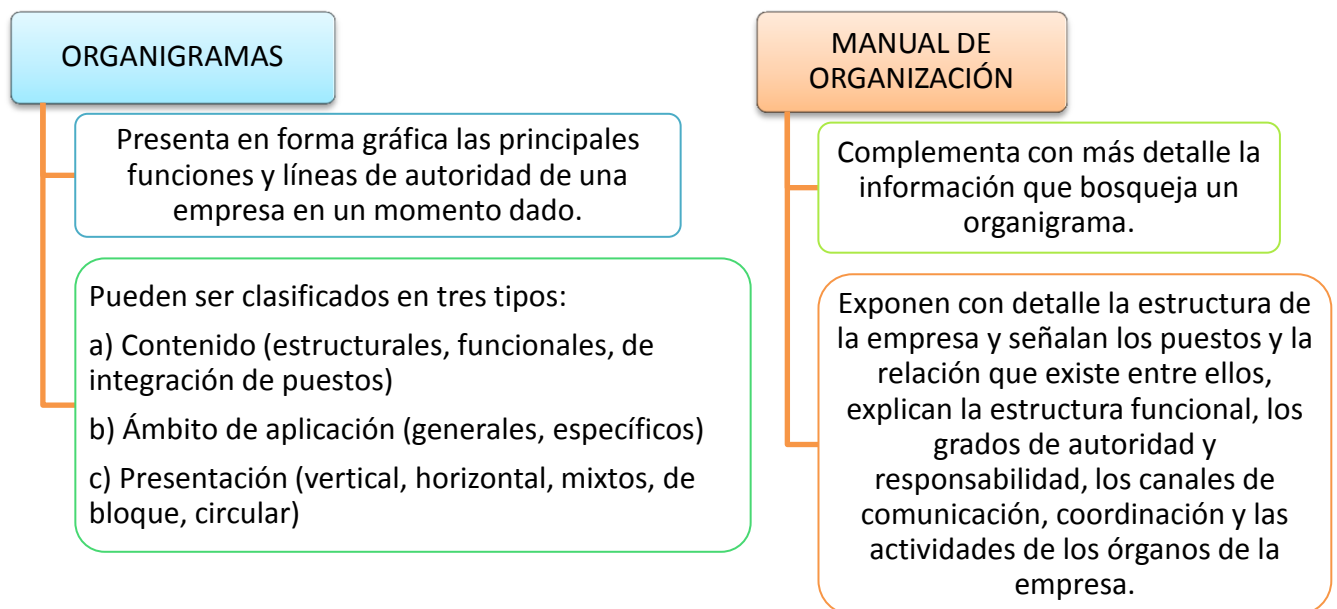 ORGANIGRAMAS
Presenta en forma gráfica las principales
funciones y líneas de autoridad de una
empresa en un momento dado.
Pueden ser clasificados en tres tipos:
a) Contenido (estructurales, funcionales, de
integración de puestos)
b) Ámbito de aplicación (generales, específicos)
c) Presentación (vertical, horizontal, mixtos, de
bloque, circular)
MANUAL DE
ORGANIZACIÓN
Complementa con más detalle la
información que bosqueja un
organigrama.
Exponen con detalle la estructura de
la empresa y señalan los puestos y la
relación que existe entre ellos,
explican la estructura funcional, los
grados de autoridad y
responsabilidad, los canales de
comunicación, coordinación y las
actividades de los órganos de la
empresa.